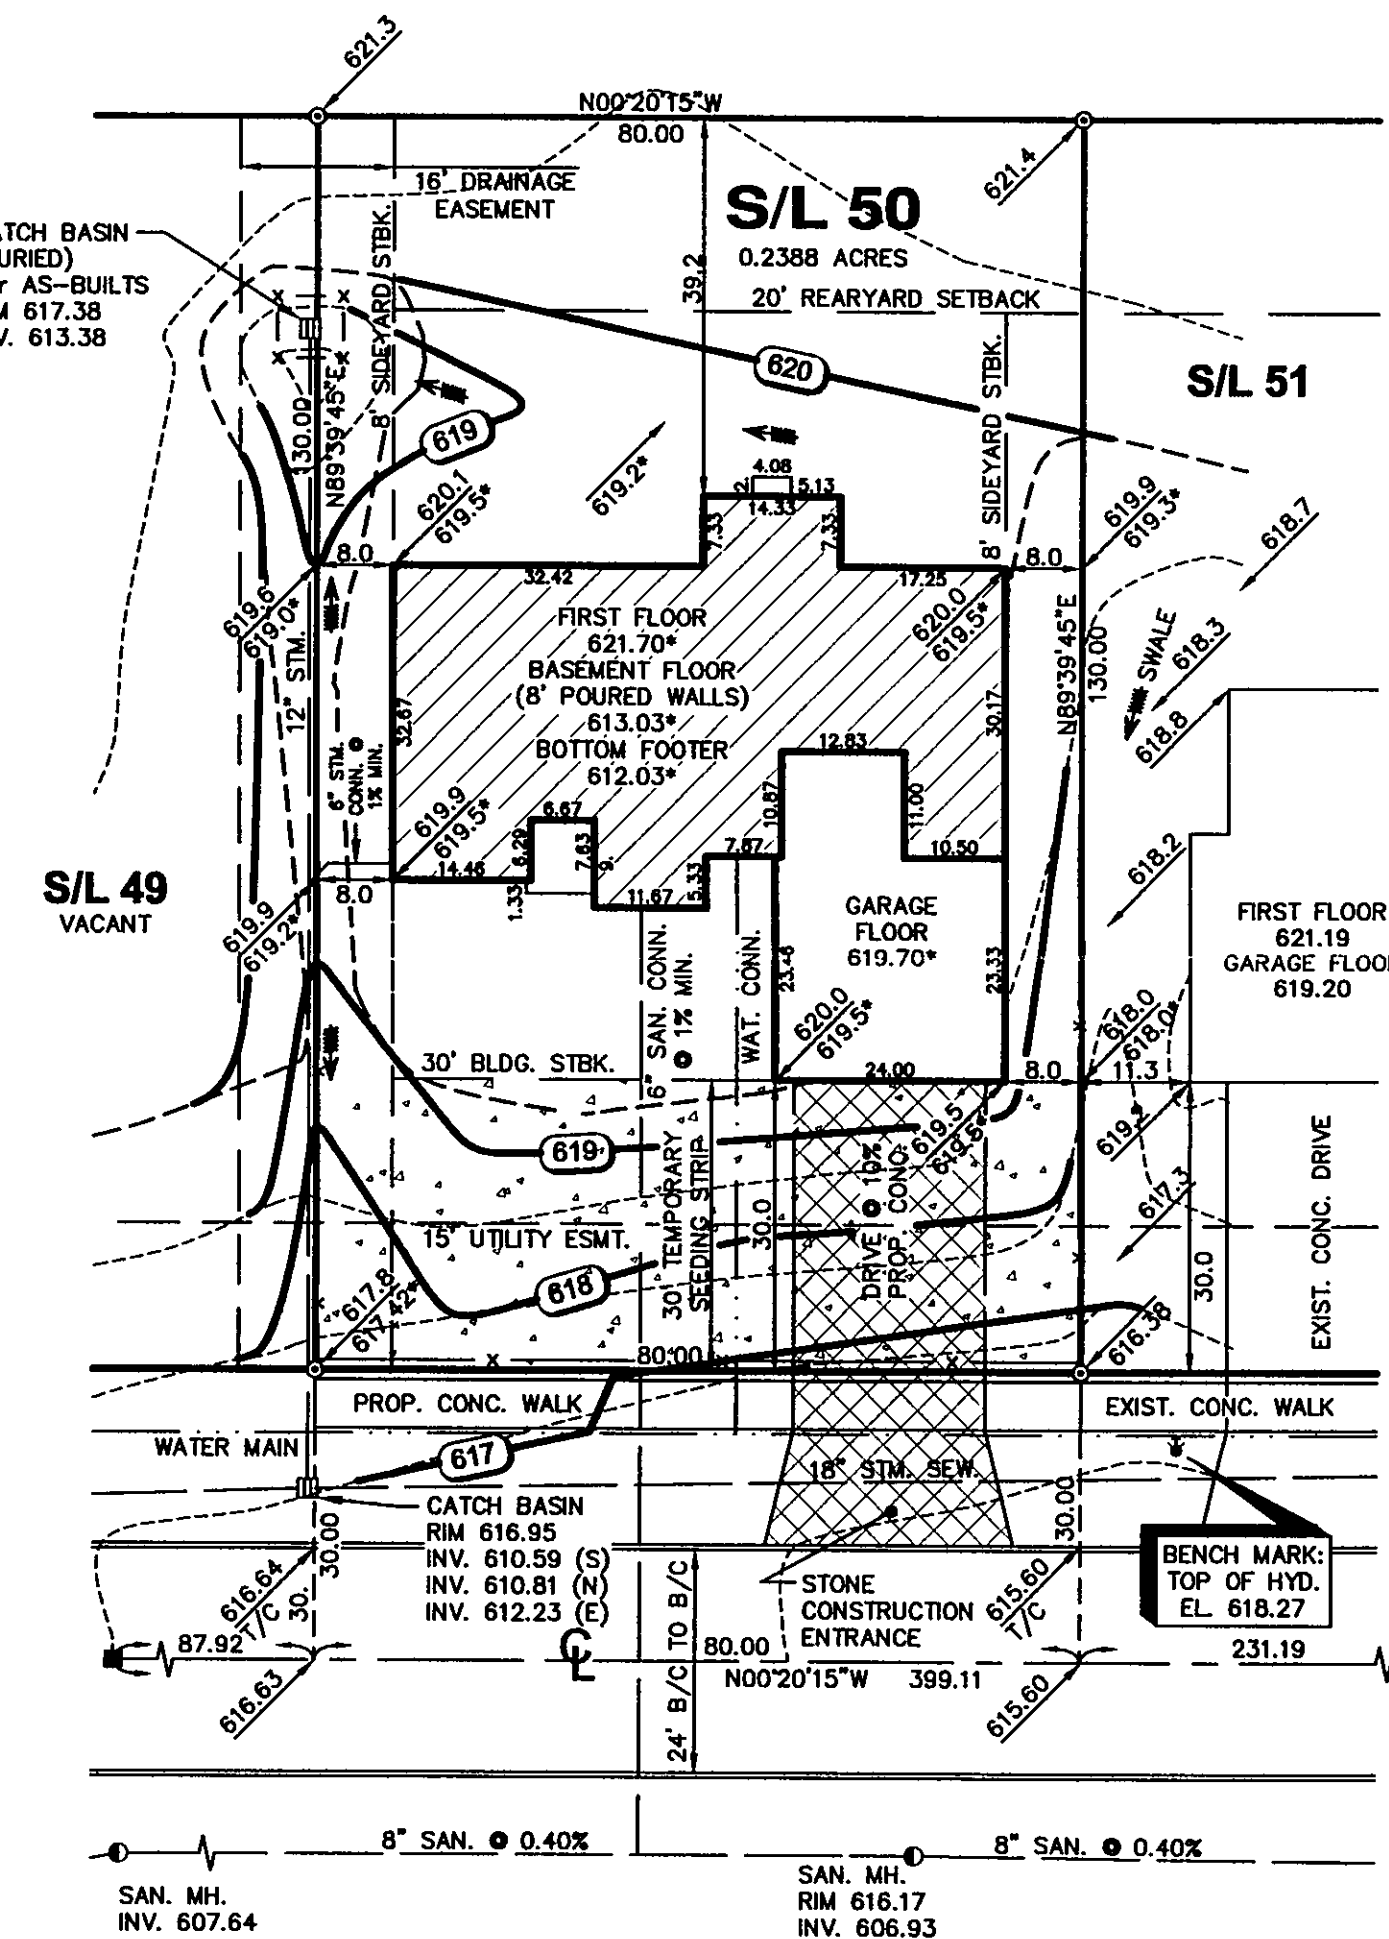 621.3
N00°20'15"W
80.00
621.4
16' DRAINAGE
EASEMENT
S/L 50
0.2388 ACRES
39.2
20' REARYARD SETBACK
ATCH BASIN
URIED)
r AS-BUILTS
M 617.38
V. 613.38
8' SIDEYARD STBK.
130.00
N89°39'45"E
620
S/L 51
8' SIDEYARD STBK.
619
619.2*
620.1
619.5*
4.08
2
5.13
14.33
7.33
7.33
619.9
619.3*
618.7
8.0
32.42
17.25
8.0
619.6
619.0*
FIRST FLOOR
621.70*
BASEMENT FLOOR
(8' POURED WALLS)
613.03*
BOTTOM FOOTER
612.03*
620.0
619.5*
N89°39'45"E
130.00
SWALE
618.3
618.8
12" STM.
32.67
30.17
6" STM.
CONN. @
1% MIN.
12.83
10.87
11.00
619.9
619.5*
6.67
6.29
7.63
9.
14.46
1.33
11.67
5.33
7.87
10.50
618.2
S/L 49
VACANT
8.0
619.9
619.2*
GARAGE
FLOOR
619.70*
FIRST FLOOR
621.19
GARAGE FLOO
619.20
23.46
23.33
6" SAN. CONN.
@ 1% MIN.
WAT. CONN.
620.0
619.5*
618.0
618.0*
30' BLDG. STBK.
24.00
8.0
11.3
619.2
619
619.5
619.5*
30' TEMPORARY
SEEDING STRIP
30.0
DRIVE @ 10%
PROP. CONC.
617.3
15' UTILITY ESMT.
618
617.8
617.42*
30.0
EXIST. CONC. DRIVE
616.38
80.00
PROP. CONC. WALK
EXIST. CONC. WALK
WATER MAIN
617
18" STM. SEW.
CATCH BASIN
RIM 616.95
INV. 610.59 (S)
INV. 610.81 (N)
INV. 612.23 (E)
30.00
30.00
30.
616.64
T/C
STONE
CONSTRUCTION
ENTRANCE
615.60
T/C
BENCH MARK:
TOP OF HYD.
EL. 618.27
87.92
CL
24' B/C TO B/C
80.00
N00°20'15"W 399.11
231.19
616.63
615.60
8" SAN. @ 0.40%
8" SAN. @ 0.40%
SAN. MH.
INV. 607.64
SAN. MH.
RIM 616.17
INV. 606.93